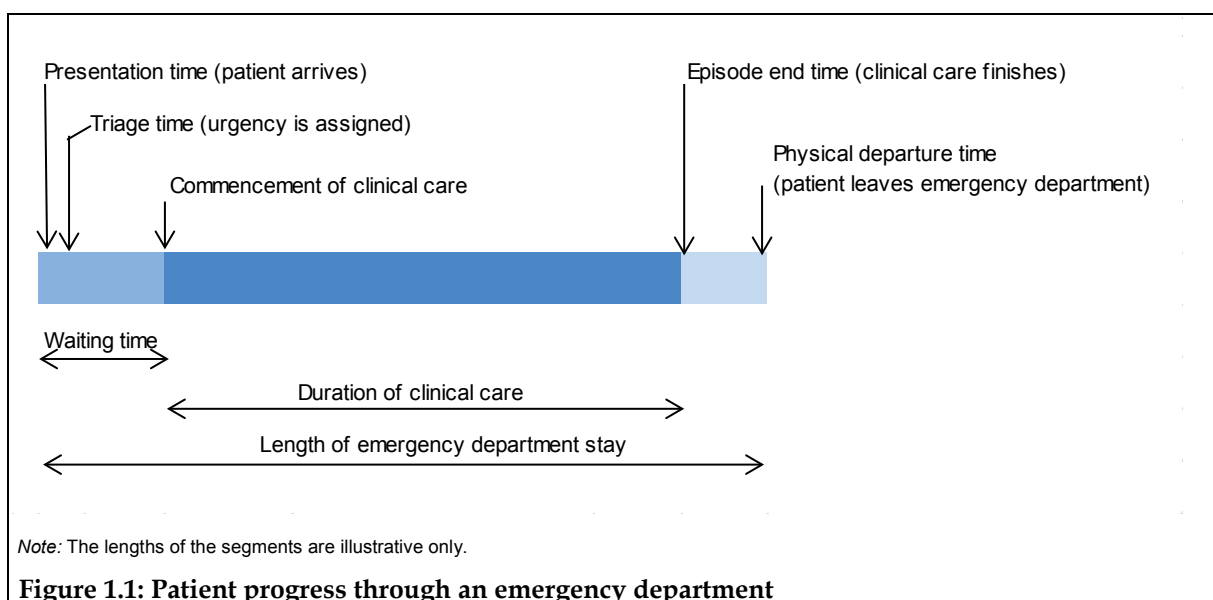 Presentation time (patient arrives)
Episode end time (clinical care finishes)
Triage time (urgency is assigned)
Physical departure time
(patient leaves emergency department)
Commencement of clinical care
Waiting time
Duration of clinical care
Length of emergency department stay
Note: The lengths of the segments are illustrative only.
Figure 1.1: Patient progress through an emergency department